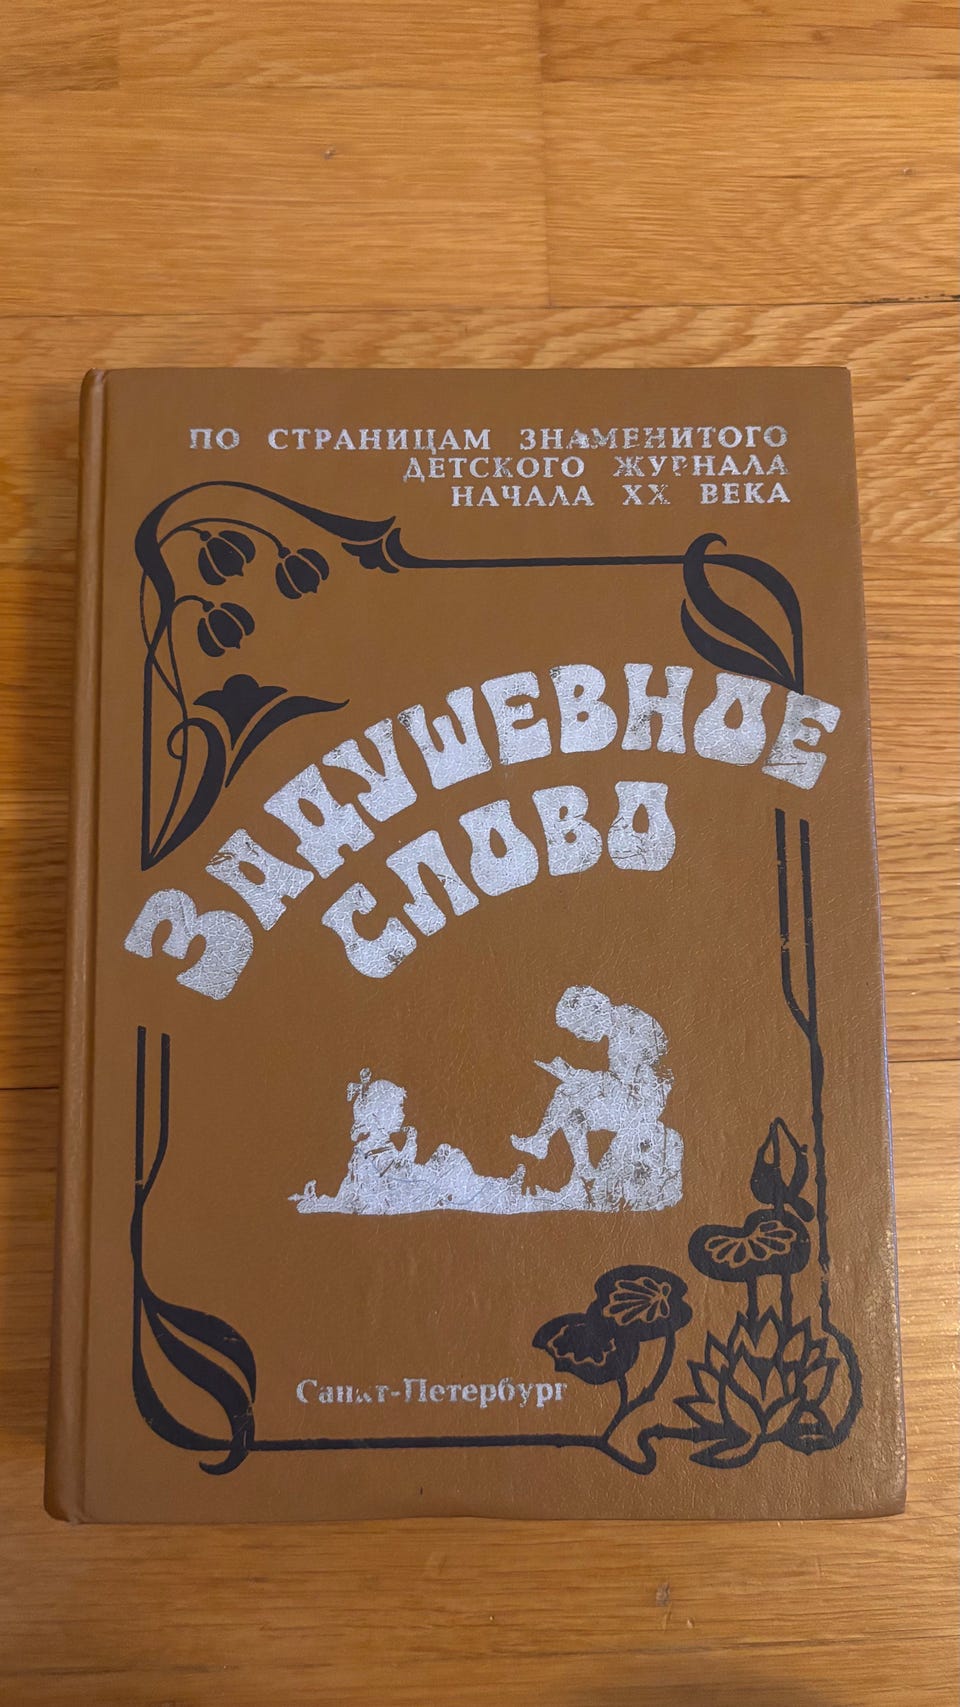 ПО СТРАНИЦАМ ЗНАМЕНИТОГО
ДЕТСКОГО ЖУРНАЛА
НАЧАЛА XX ВЕКА
ЗАДУШЕВНОЕ
СЛОВО
Санкт-Петербург